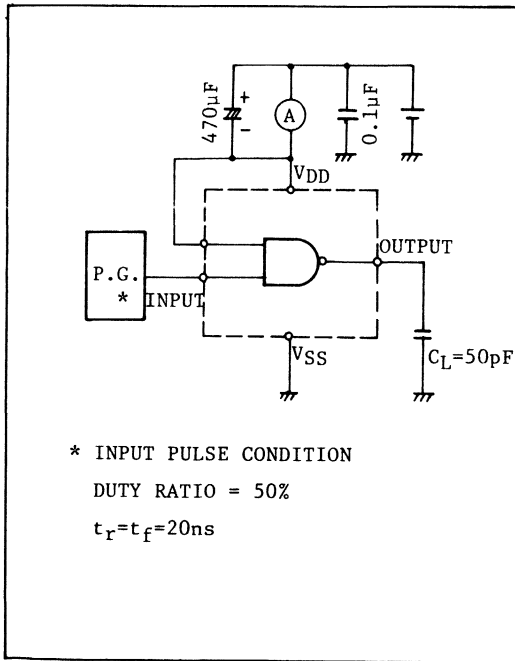 470μF
+
-
A
0.1μF
VDD
P.G.
*
INPUT
OUTPUT
VSS
CL=50pF
* INPUT PULSE CONDITION
DUTY RATIO = 50%
tr=tf=20ns